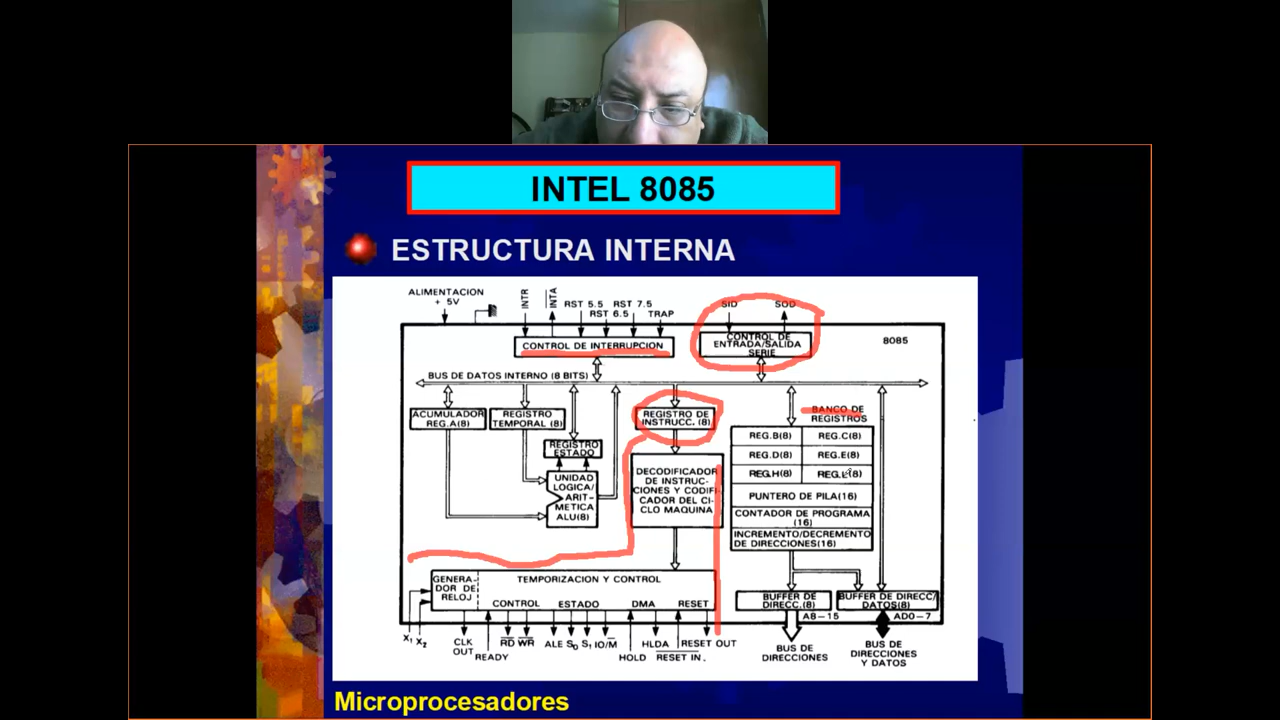 INTEL 8085
ESTRUCTURA INTERNA
ALIMENTACION
+ 5V
INTR
INTA
RST 5.5
RST 6.5
RST 7.5
TRAP
SID
SOD
CONTROL DE INTERRUPCION
CONTROL DE
ENTRADA/SALIDA
SERIE
8085
BUS DE DATOS INTERNO (8 BITS)
ACUMULADOR
REG.A(8)
REGISTRO
TEMPORAL (8)
REGISTRO
ESTADO
UNIDAD
LOGICA/
ARIT-
METICA
ALU(8)
REGISTRO DE
INSTRUCC. (8)
DECODIFICADOR
DE INSTRUC-
CIONES Y CODIFI-
CADOR DEL CI-
CLO MAQUINA
BANCO DE
REGISTROS
REG.B(8) REG.C(8)
REG.D(8) REG.E(8)
REG.H(8) REG.L(8)
PUNTERO DE PILA(16)
CONTADOR DE PROGRAMA
(16)
INCREMENTO/DECREMENTO
DE DIRECCIONES(16)
GENERA-
DOR DE
RELOJ
TEMPORIZACION Y CONTROL
CONTROL ESTADO DMA RESET
BUFFER DE
DIRECC.(8)
BUFFER DE DIRECC/
DATOS(8)
A8-15
AD0-7
X1 X2
CLK
OUT
READY
RD WR
ALE S0 S1 IO/M
HOLD
HLDA
RESET IN.
RESET OUT
BUS DE
DIRECCIONES
BUS DE
DIRECCIONES
Y DATOS
Microprocesadores